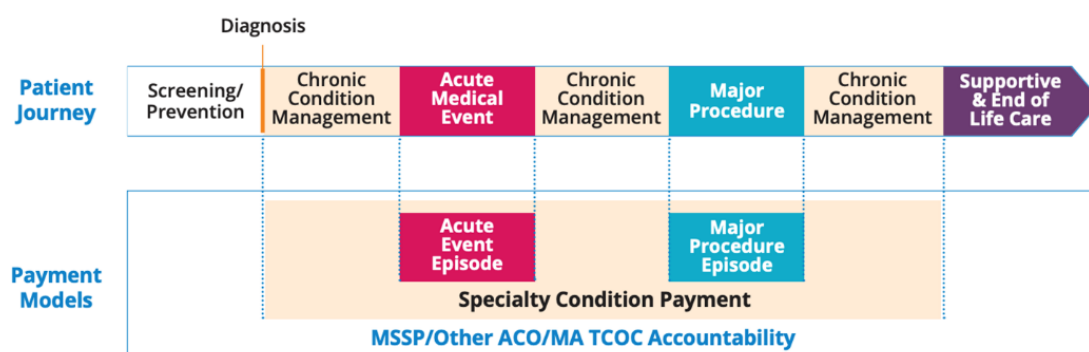 Diagnosis
Patient
Journey
Screening/
Prevention
Chronic
Condition
Management
Acute
Medical
Event
Chronic
Condition
Management
Major
Procedure
Chronic
Condition
Management
Supportive
& End of
Life Care
Payment
Models
Acute
Event
Episode
Major
Procedure
Episode
Specialty Condition Payment
MSSP/Other ACO/MA TCOC Accountability